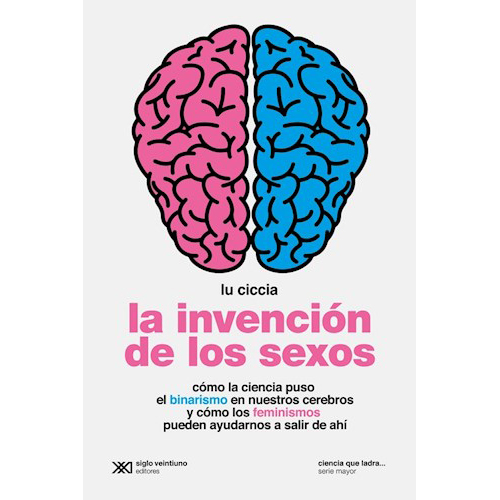 lu ciccia
la invención
de los sexos
cómo la ciencia puso
el binarismo en nuestros cerebros
y cómo los feminismos
pueden ayudarnos a salir de ahí
siglo veintiuno
editores
ciencia que ladra...
serie mayor